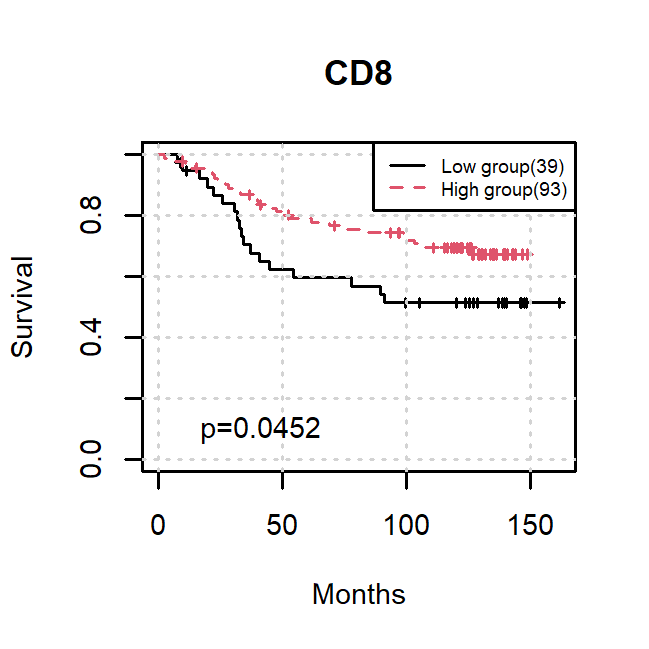 CD8
Low group(39)
High group(93)
Survival
0.8
0.4
0.0
p=0.0452
0 50 100 150
Months